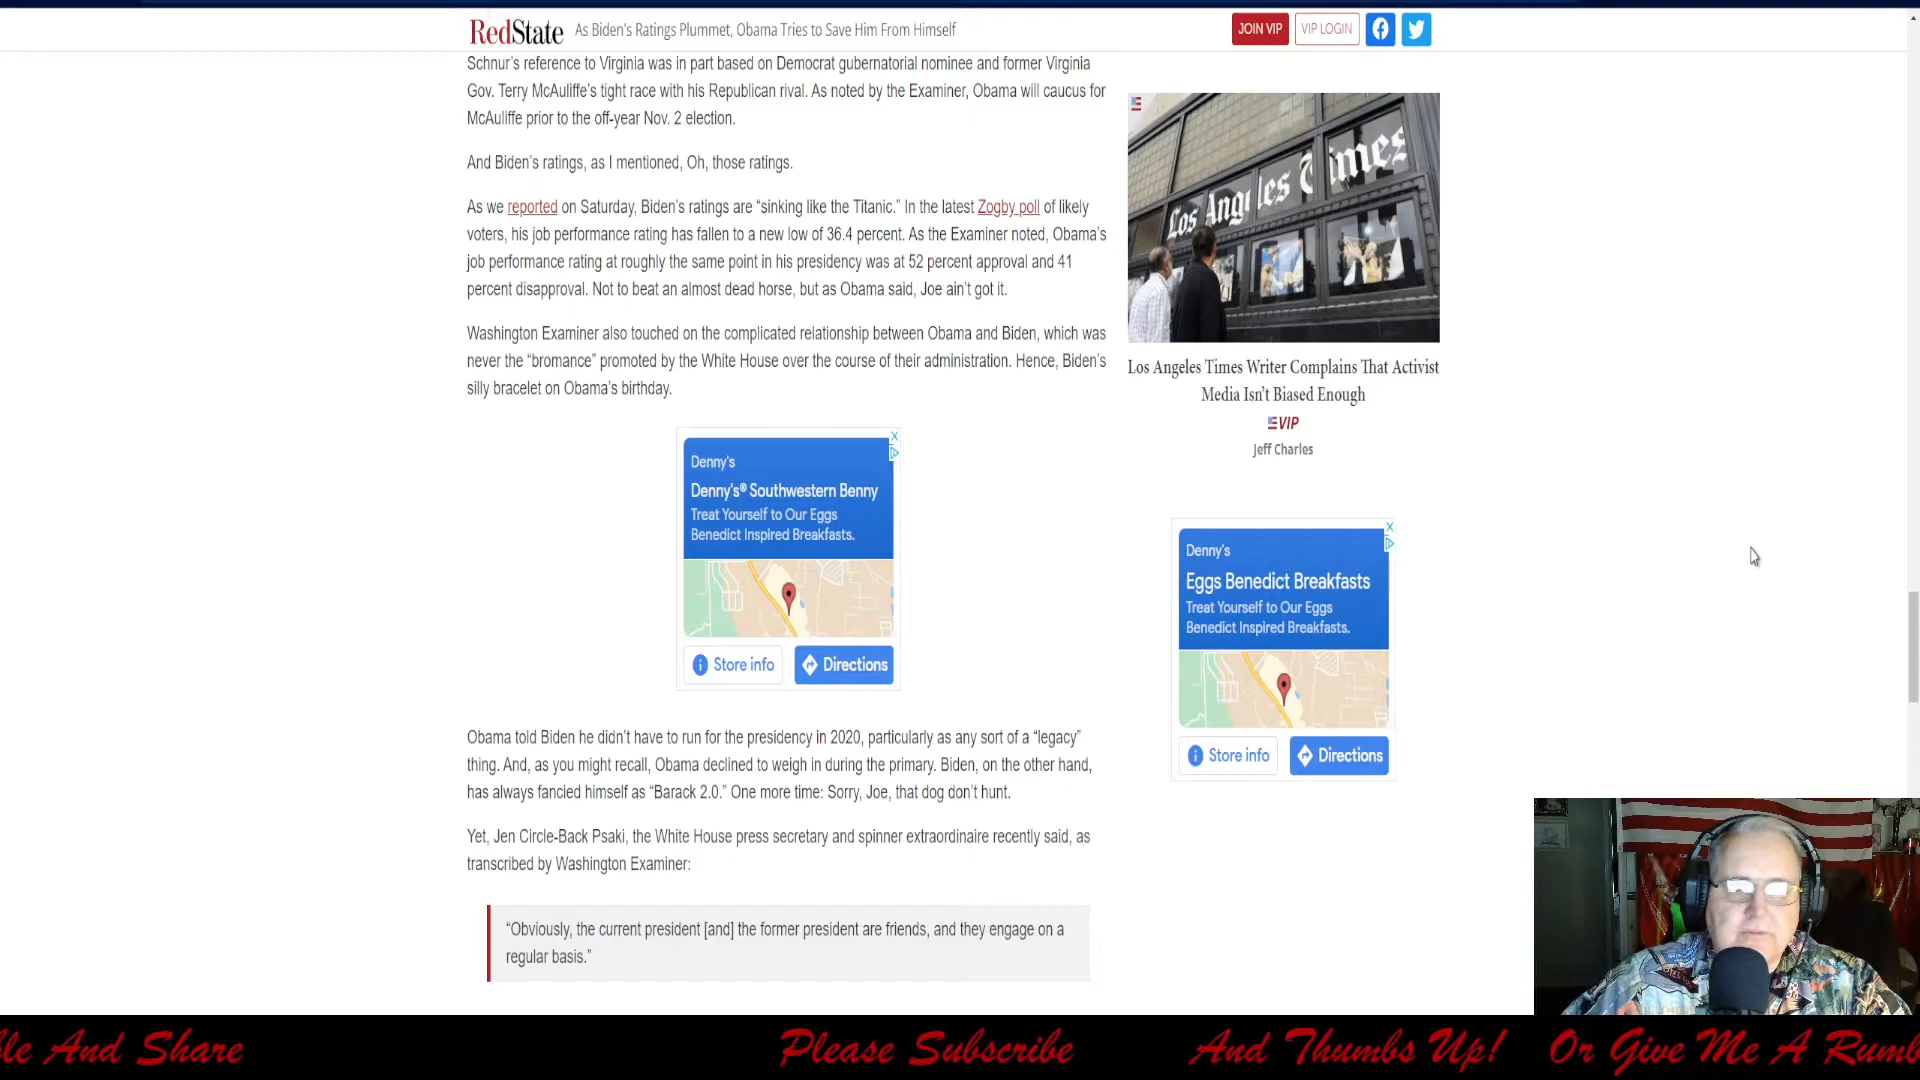 RedState As Biden's Ratings Plummet, Obama Tries to Save Him From Himself JOIN VIP VIP LOGIN
Schnur's reference to Virginia was in part based on Democrat gubernatorial nominee and former Virginia
Gov. Terry McAuliffe's tight race with his Republican rival. As noted by the Examiner, Obama will caucus for
McAuliffe prior to the off-year Nov. 2 election.
And Biden's ratings, as I mentioned, Oh, those ratings.
As we reported on Saturday, Biden's ratings are “sinking like the Titanic.” In the latest Zogby poll of likely
voters, his job performance rating has fallen to a new low of 36.4 percent. As the Examiner noted, Obama's
job performance rating at roughly the same point in his presidency was at 52 percent approval and 41
percent disapproval. Not to beat an almost dead horse, but as Obama said, Joe ain't got it.
Washington Examiner also touched on the complicated relationship between Obama and Biden, which was
never the “bromance” promoted by the White House over the course of their administration. Hence, Biden's
silly bracelet on Obama's birthday.
Denny's
Denny's® Southwestern Benny
Treat Yourself to Our Eggs
Benedict Inspired Breakfasts.
Store info Directions
Obama told Biden he didn't have to run for the presidency in 2020, particularly as any sort of a “legacy”
thing. And, as you might recall, Obama declined to weigh in during the primary. Biden, on the other hand,
has always fancied himself as “Barack 2.0.” One more time: Sorry, Joe, that dog don't hunt.
Yet, Jen Circle-Back Psaki, the White House press secretary and spinner extraordinaire recently said, as
transcribed by Washington Examiner:
“Obviously, the current president [and] the former president are friends, and they engage on a
regular basis.”
Los Angeles Times
Los Angeles Times Writer Complains That Activist
Media Isn't Biased Enough
VIP
Jeff Charles
Denny's
Eggs Benedict Breakfasts
Treat Yourself to Our Eggs
Benedict Inspired Breakfasts.
Store info Directions
le And Share Please Subscribe And Thumbs Up! Or Give Me A Rumb